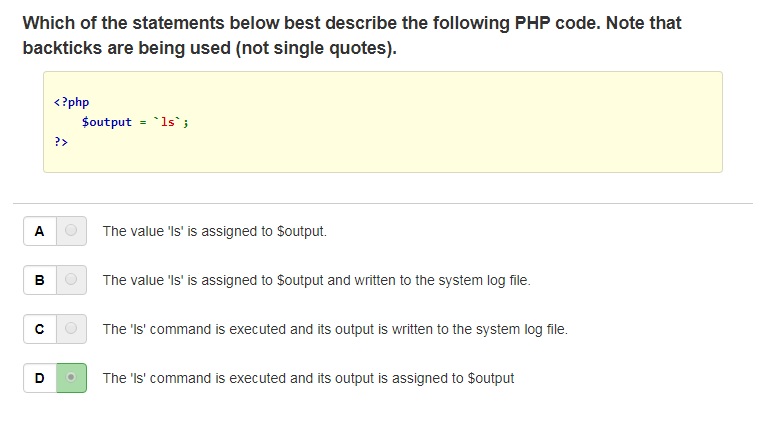 Which of the statements below best describe the following PHP code. Note that
backticks are being used (not single quotes).
<?php
$output = `ls`;
?>
A The value 'ls' is assigned to $output.
B The value 'ls' is assigned to $output and written to the system log file.
C The 'ls' command is executed and its output is written to the system log file.
D The 'ls' command is executed and its output is assigned to $output